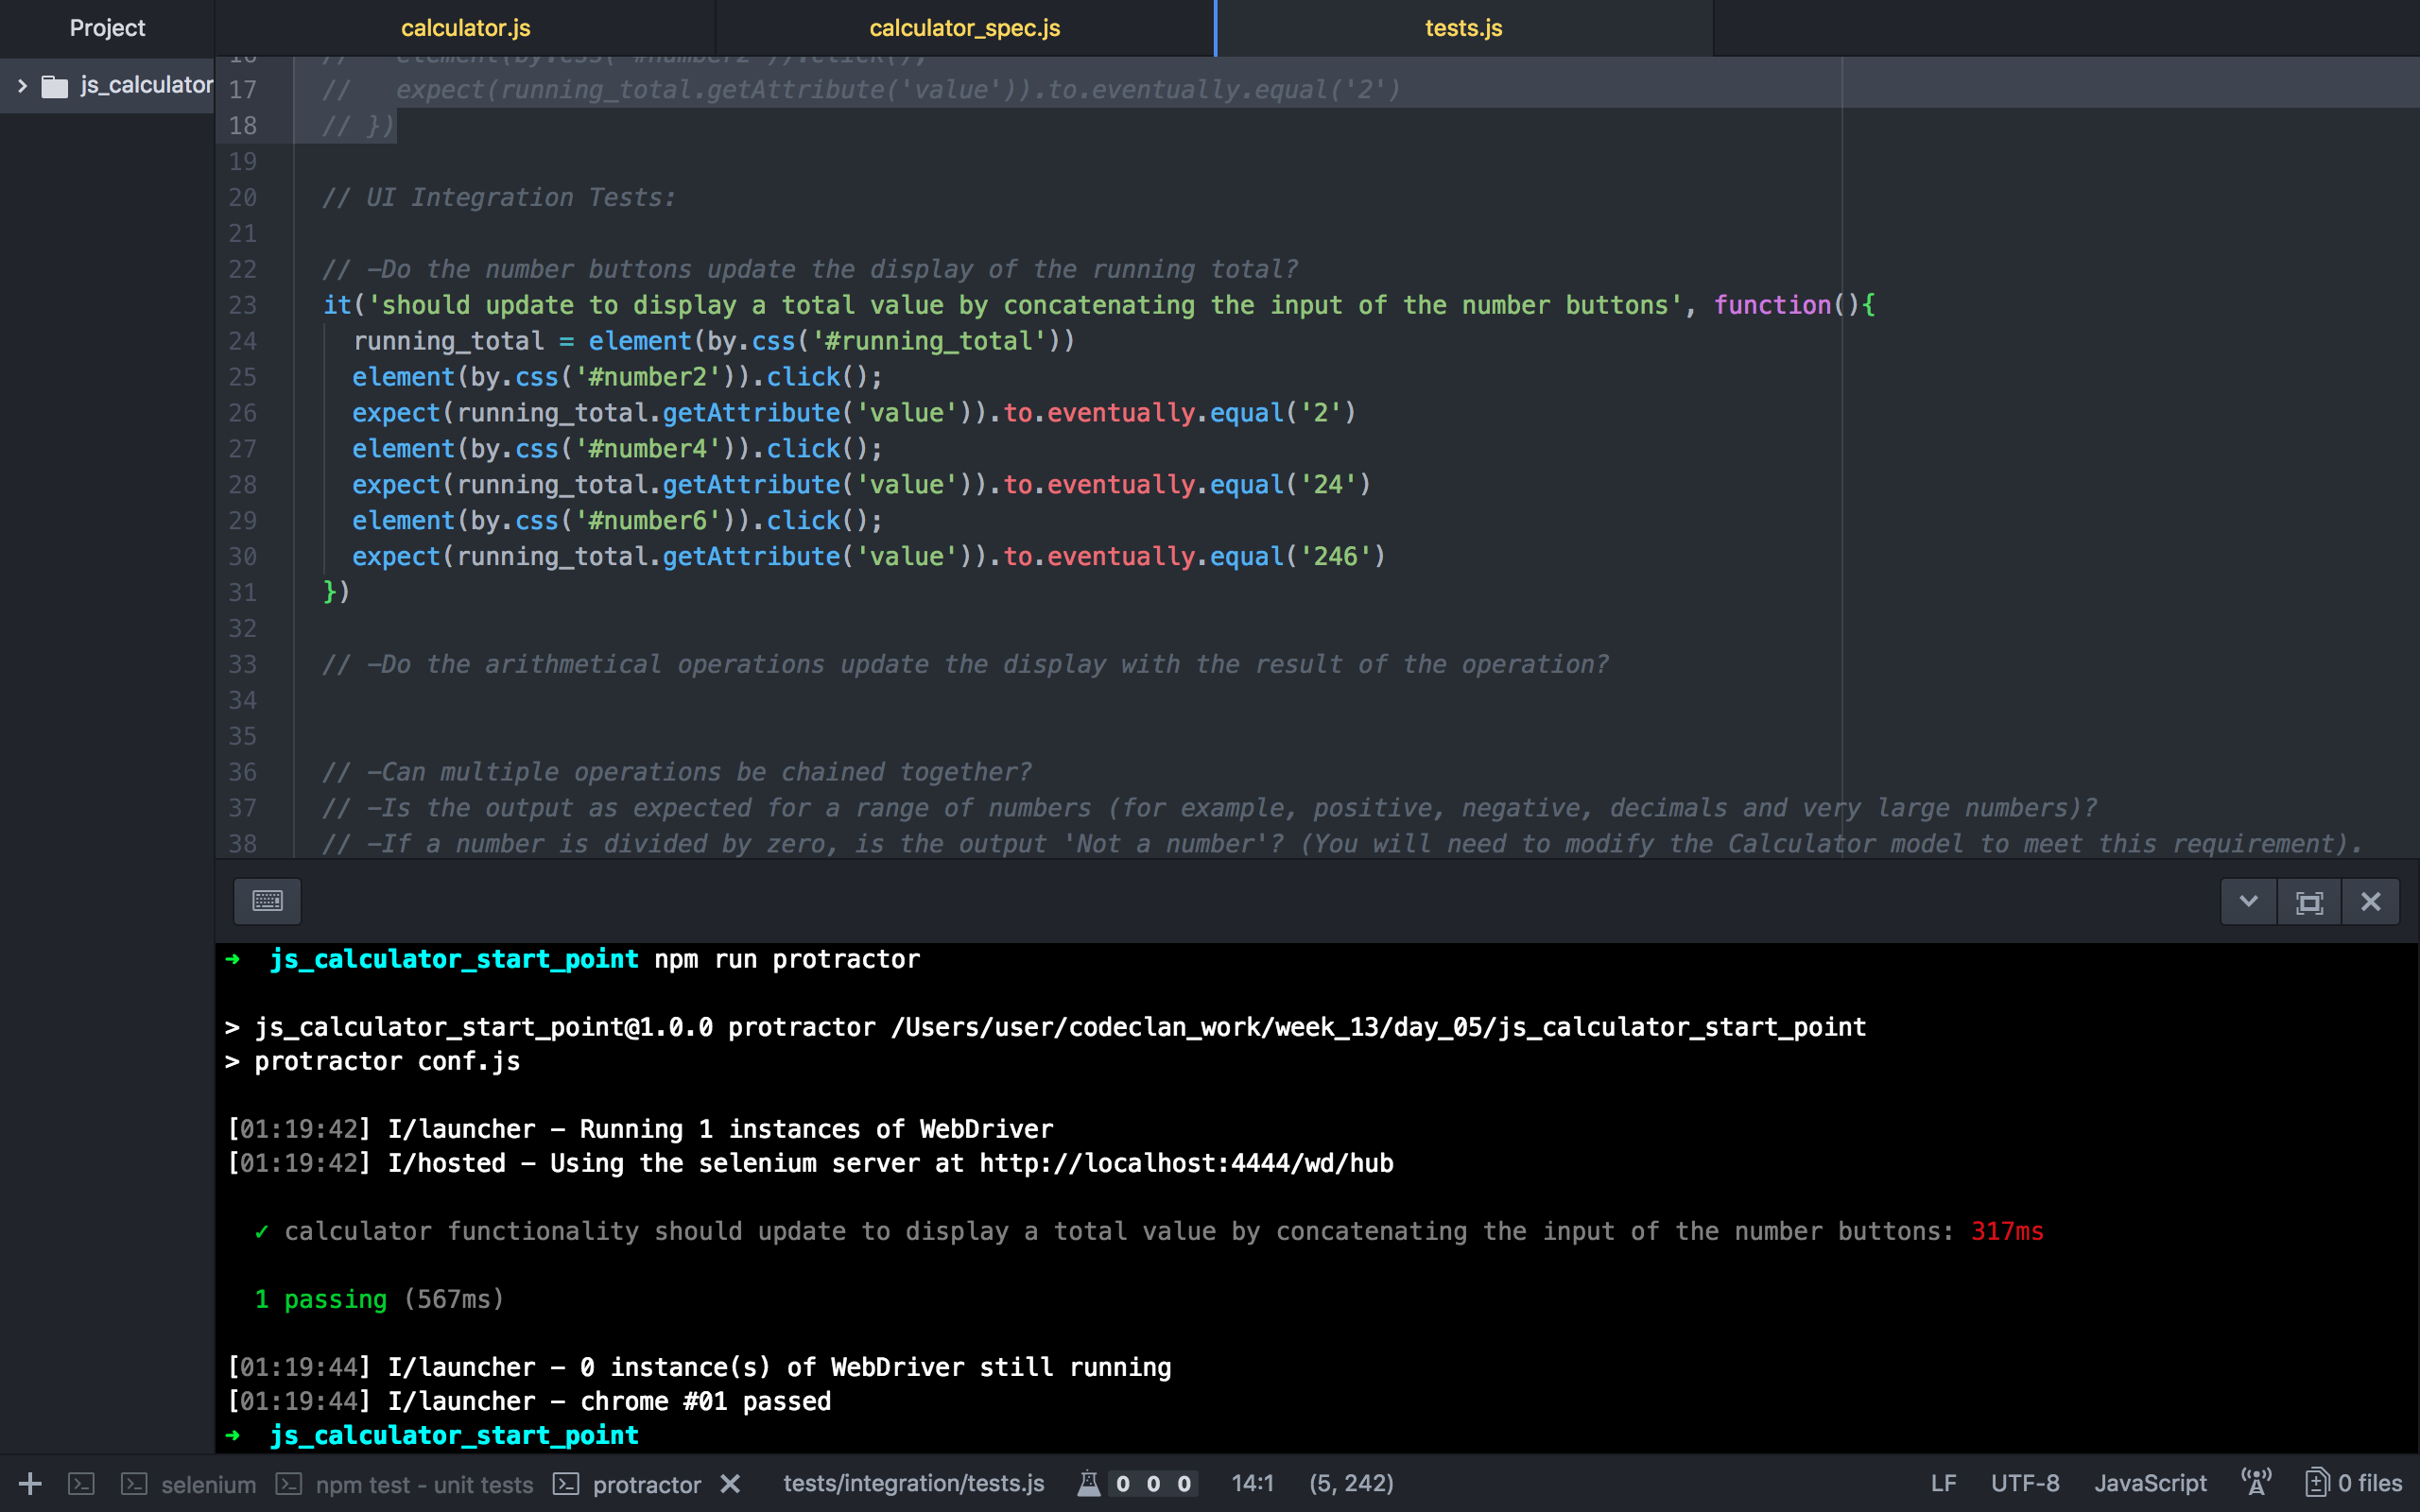 Project
calculator.js
calculator_spec.js
tests.js
js_calculator
16 // element(by.css('#number2')).click();
17 // expect(running_total.getAttribute('value')).to.eventually.equal('2')
18 // })
19
20 // UI Integration Tests:
21
22 // -Do the number buttons update the display of the running total?
23 it('should update to display a total value by concatenating the input of the number buttons', function(){
24 running_total = element(by.css('#running_total'))
25 element(by.css('#number2')).click();
26 expect(running_total.getAttribute('value')).to.eventually.equal('2')
27 element(by.css('#number4')).click();
28 expect(running_total.getAttribute('value')).to.eventually.equal('24')
29 element(by.css('#number6')).click();
30 expect(running_total.getAttribute('value')).to.eventually.equal('246')
31 })
32
33 // -Do the arithmetical operations update the display with the result of the operation?
34
35
36 // -Can multiple operations be chained together?
37 // -Is the output as expected for a range of numbers (for example, positive, negative, decimals and very large numbers)?
38 // -If a number is divided by zero, is the output 'Not a number'? (You will need to modify the Calculator model to meet this requirement).
➜ js_calculator_start_point npm run protractor
> js_calculator_start_point@1.0.0 protractor /Users/user/codeclan_work/week_13/day_05/js_calculator_start_point
> protractor conf.js
[01:19:42] I/launcher – Running 1 instances of WebDriver
[01:19:42] I/hosted – Using the selenium server at http://localhost:4444/wd/hub
✓ calculator functionality should update to display a total value by concatenating the input of the number buttons: 317ms
1 passing (567ms)
[01:19:44] I/launcher – 0 instance(s) of WebDriver still running
[01:19:44] I/launcher – chrome #01 passed
➜ js_calculator_start_point
selenium
npm test - unit tests
protractor
tests/integration/tests.js
0 0 0
14:1
(5, 242)
LF
UTF-8
JavaScript
0 files